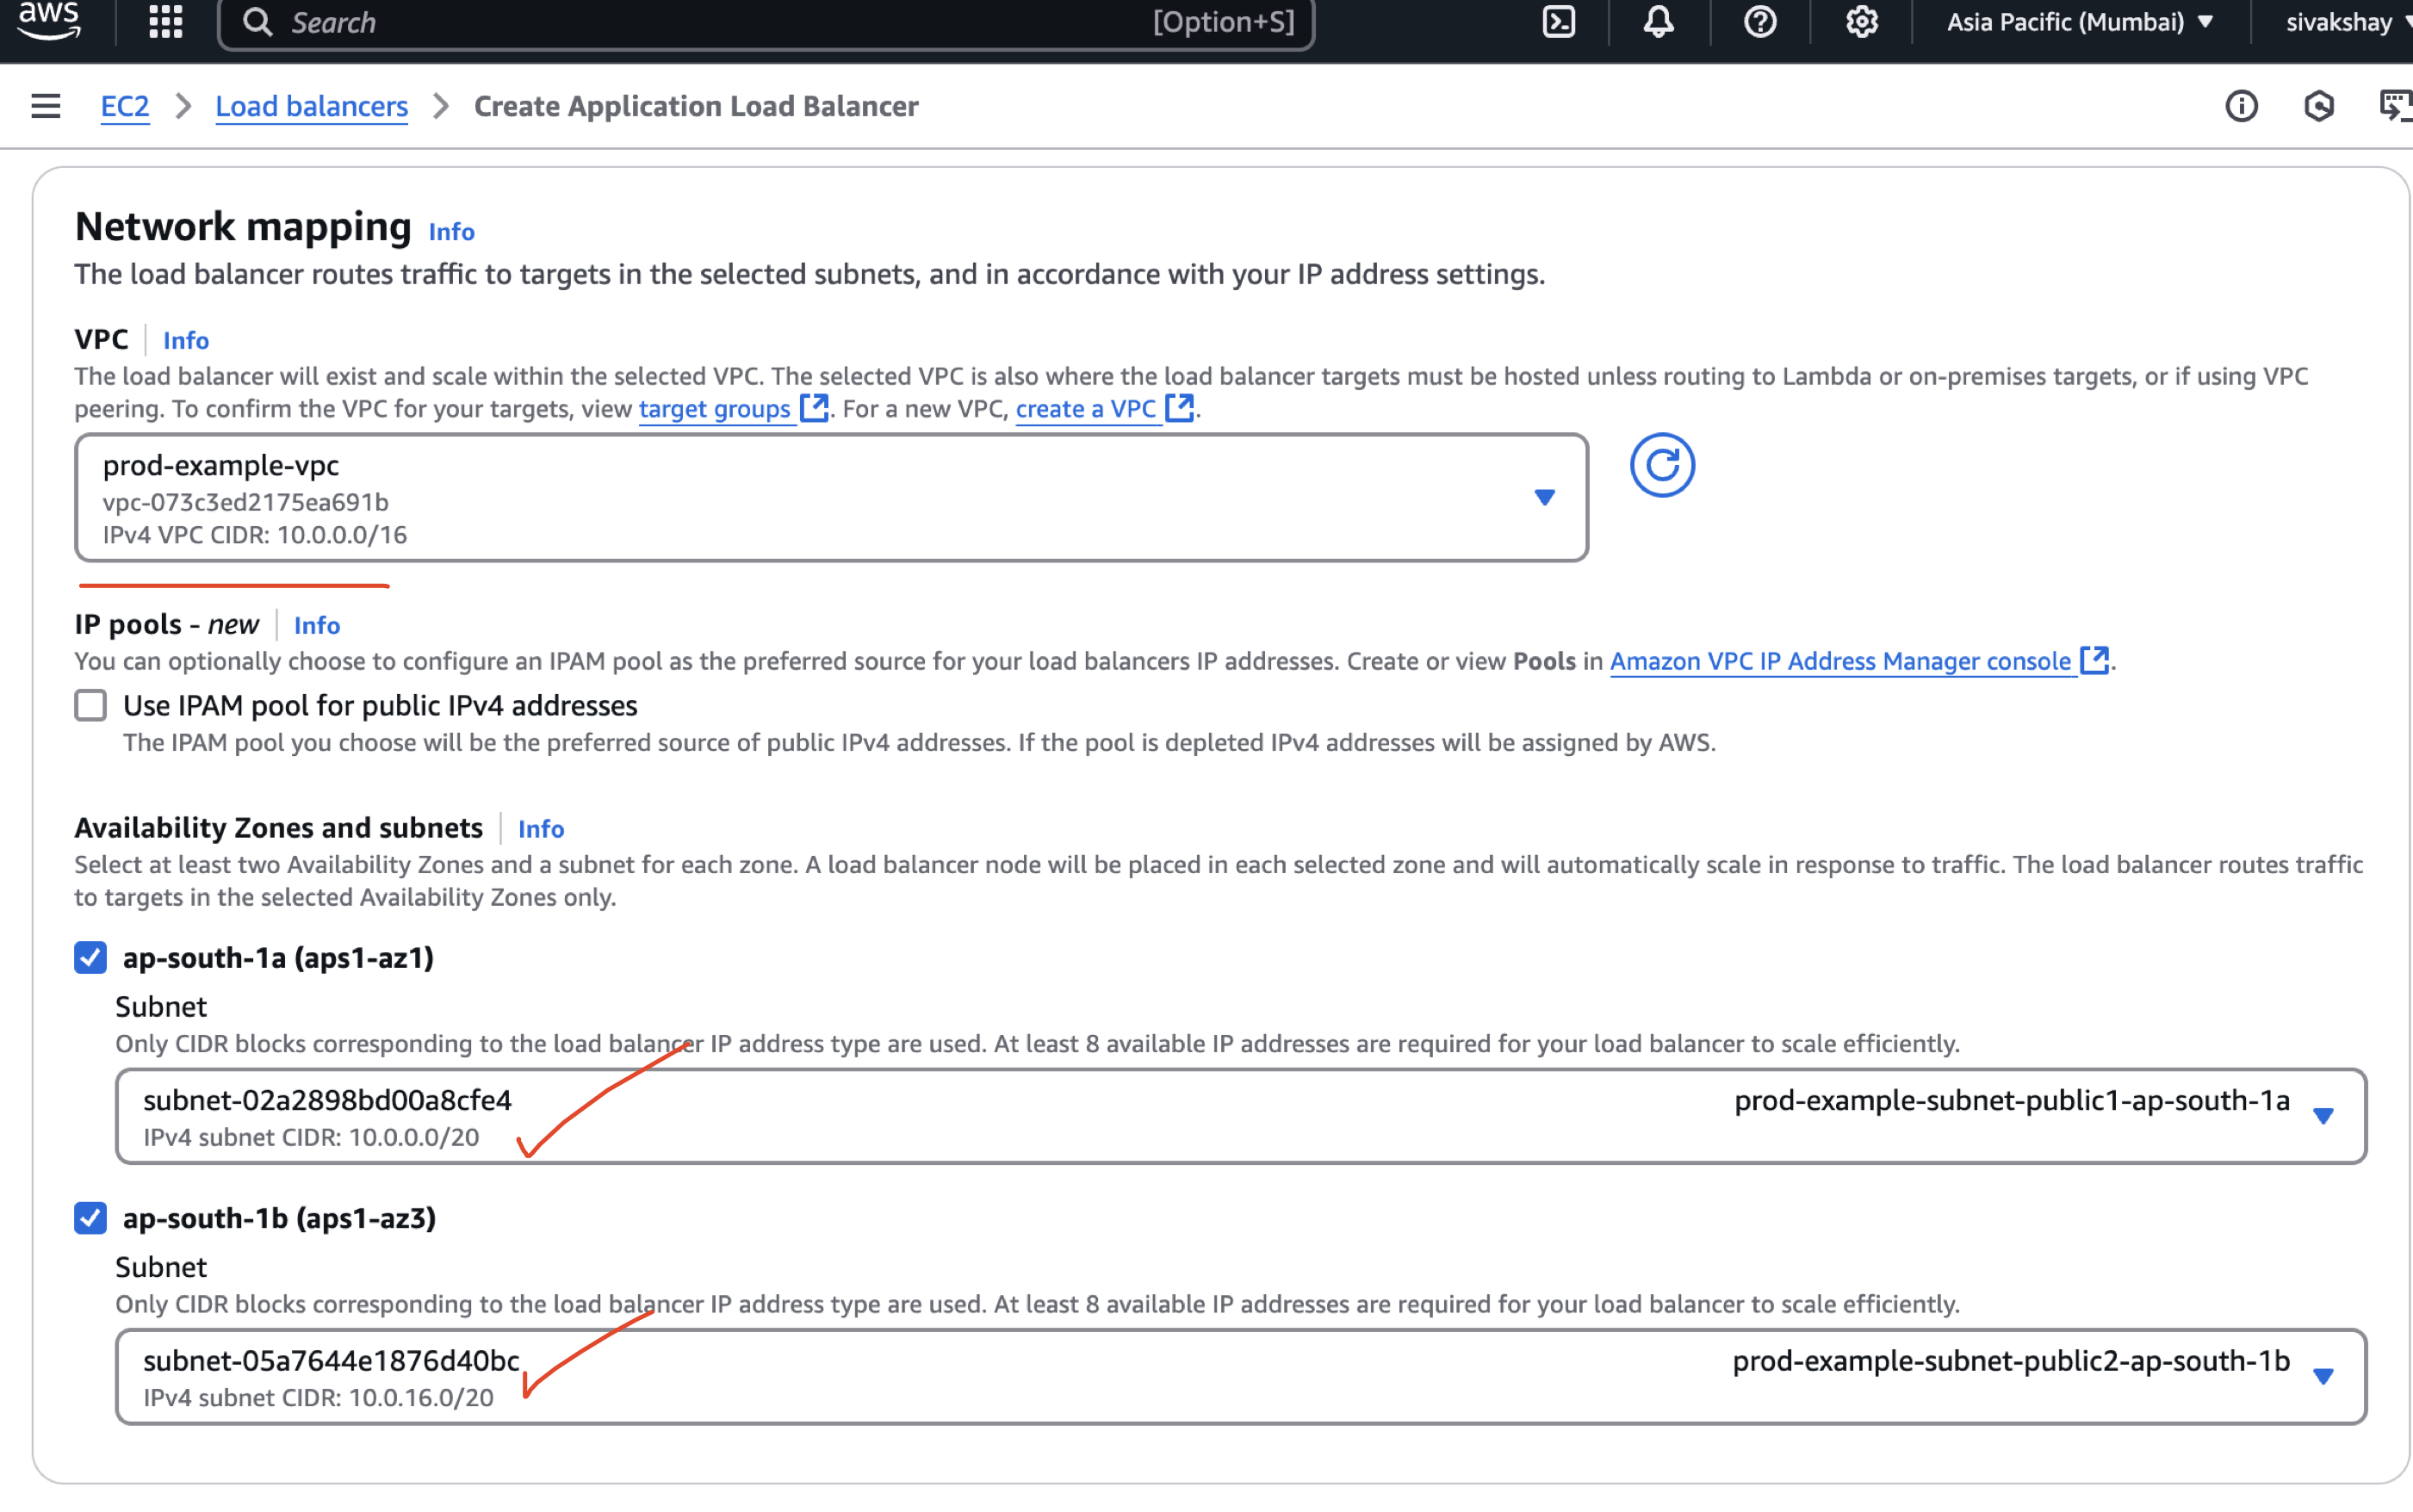 aws
Search
[Option+S]
Asia Pacific (Mumbai)
sivakshay
EC2 > Load balancers > Create Application Load Balancer
Network mapping Info
The load balancer routes traffic to targets in the selected subnets, and in accordance with your IP address settings.
VPC Info
The load balancer will exist and scale within the selected VPC. The selected VPC is also where the load balancer targets must be hosted unless routing to Lambda or on-premises targets, or if using VPC
peering. To confirm the VPC for your targets, view target groups. For a new VPC, create a VPC.
prod-example-vpc
vpc-073c3ed2175ea691b
IPv4 VPC CIDR: 10.0.0.0/16
IP pools - new Info
You can optionally choose to configure an IPAM pool as the preferred source for your load balancers IP addresses. Create or view Pools in Amazon VPC IP Address Manager console.
Use IPAM pool for public IPv4 addresses
The IPAM pool you choose will be the preferred source of public IPv4 addresses. If the pool is depleted IPv4 addresses will be assigned by AWS.
Availability Zones and subnets Info
Select at least two Availability Zones and a subnet for each zone. A load balancer node will be placed in each selected zone and will automatically scale in response to traffic. The load balancer routes traffic
to targets in the selected Availability Zones only.
ap-south-1a (aps1-az1)
Subnet
Only CIDR blocks corresponding to the load balancer IP address type are used. At least 8 available IP addresses are required for your load balancer to scale efficiently.
subnet-02a2898bd00a8cfe4 prod-example-subnet-public1-ap-south-1a
IPv4 subnet CIDR: 10.0.0.0/20
ap-south-1b (aps1-az3)
Subnet
Only CIDR blocks corresponding to the load balancer IP address type are used. At least 8 available IP addresses are required for your load balancer to scale efficiently.
subnet-05a7644e1876d40bc prod-example-subnet-public2-ap-south-1b
IPv4 subnet CIDR: 10.0.16.0/20